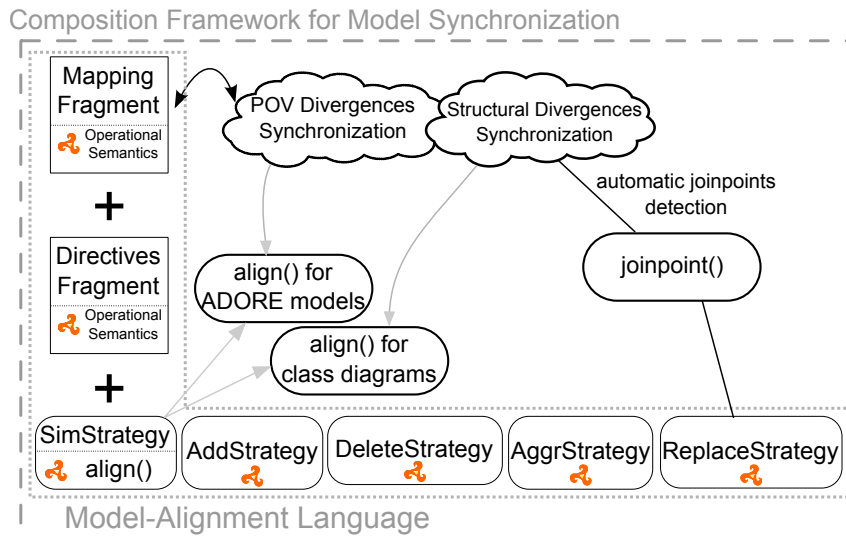 Composition Framework for Model Synchronization
Mapping
Fragment
Operational
Semantics
+
Directives
Fragment
Operational
Semantics
+
POV Divergences
Synchronization
Structural Divergences
Synchronization
automatic joinpoints
detection
joinpoint()
align() for
ADORE models
align() for
class diagrams
SimStrategy
align()
AddStrategy
DeleteStrategy
AggrStrategy
ReplaceStrategy
Model-Alignment Language